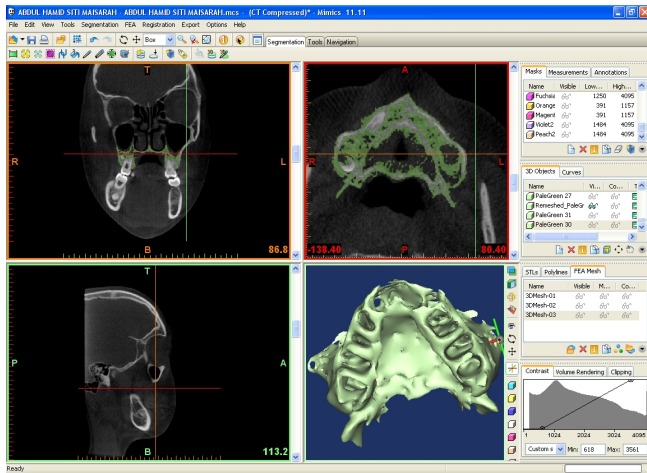 ABDUL HAMID SITI MAISARAH - ABDUL HAMID SITI MAISARAH.mcs - (CT Compressed)* - Mimics 11.11
File Edit View Tools Segmentation FEA Registration Export Options Help
Box
Segmentation Tools Navigation
T
R
L
B
86.8
A
R
L
P
-138.40
80.40
T
P
A
B
113.2
Masks Measurements Annotations
Name Visible Low... High...
Fuchsia 1250 4095
Orange 391 1157
Magent 391 1157
Violet2 1484 4095
Peach2 1484 4095
3D Objects Curves
Name Vi... Co... T
PaleGreen 27
Remeshed_PaleGr
PaleGreen 31
PaleGreen 30
STLs Polylines FEA Mesh
Name Visible M... Co...
3DMesh-01
3DMesh-02
3DMesh-03
Contrast Volume Rendering Clipping
1 1024 2024 3024 4095
Custom s Min: 618 Max: 3561
Ready